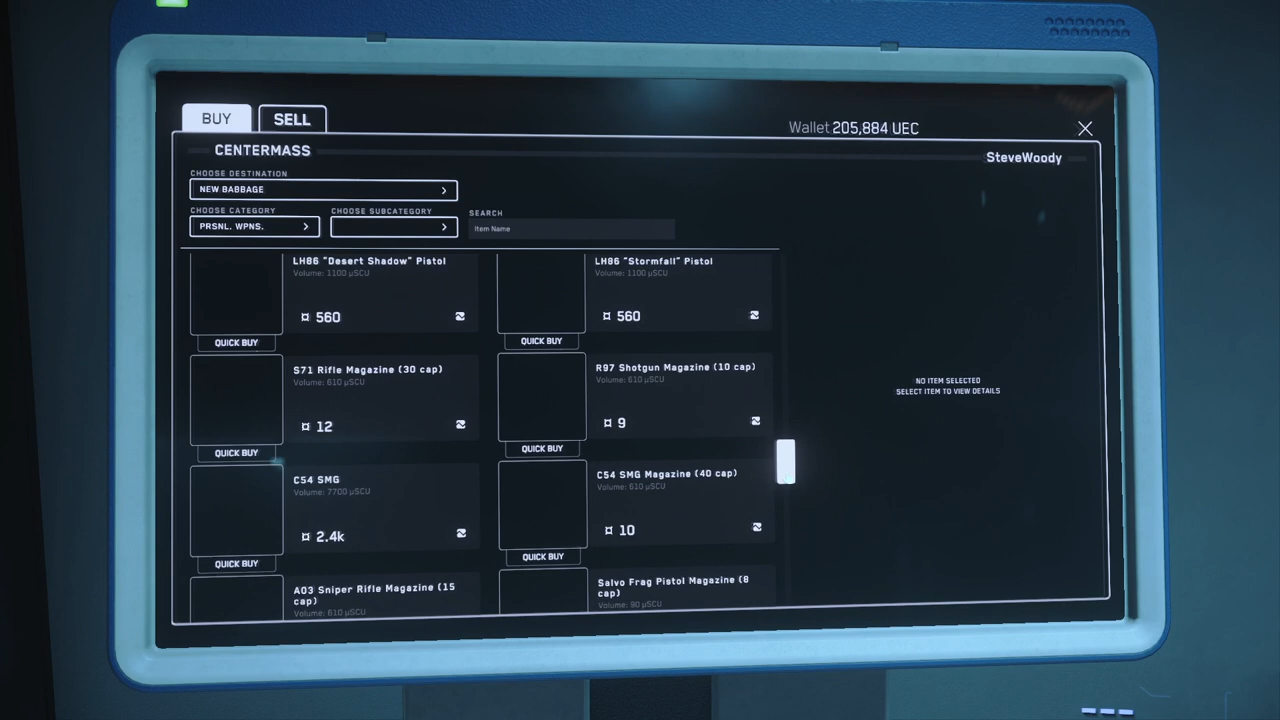 BUY
SELL
Wallet 205,884 UEC
CENTERMASS
SteveWoody
CHOOSE DESTINATION
NEW BABBAGE
CHOOSE CATEGORY
CHOOSE SUBCATEGORY
SEARCH
PRSNL. WPNS.
Item Name
LH86 "Desert Shadow" Pistol
Volume: 1100 µSCU
¤ 560
QUICK BUY
LH86 "Stormfall" Pistol
Volume: 1100 µSCU
¤ 560
QUICK BUY
S71 Rifle Magazine (30 cap)
Volume: 610 µSCU
¤ 12
QUICK BUY
R97 Shotgun Magazine (10 cap)
Volume: 610 µSCU
¤ 9
QUICK BUY
C54 SMG
Volume: 7700 µSCU
¤ 2.4k
QUICK BUY
C54 SMG Magazine (40 cap)
Volume: 610 µSCU
¤ 10
QUICK BUY
A03 Sniper Rifle Magazine (15
cap)
Volume: 610 µSCU
Salvo Frag Pistol Magazine (8
cap)
Volume: 90 µSCU
NO ITEM SELECTED
SELECT ITEM TO VIEW DETAILS